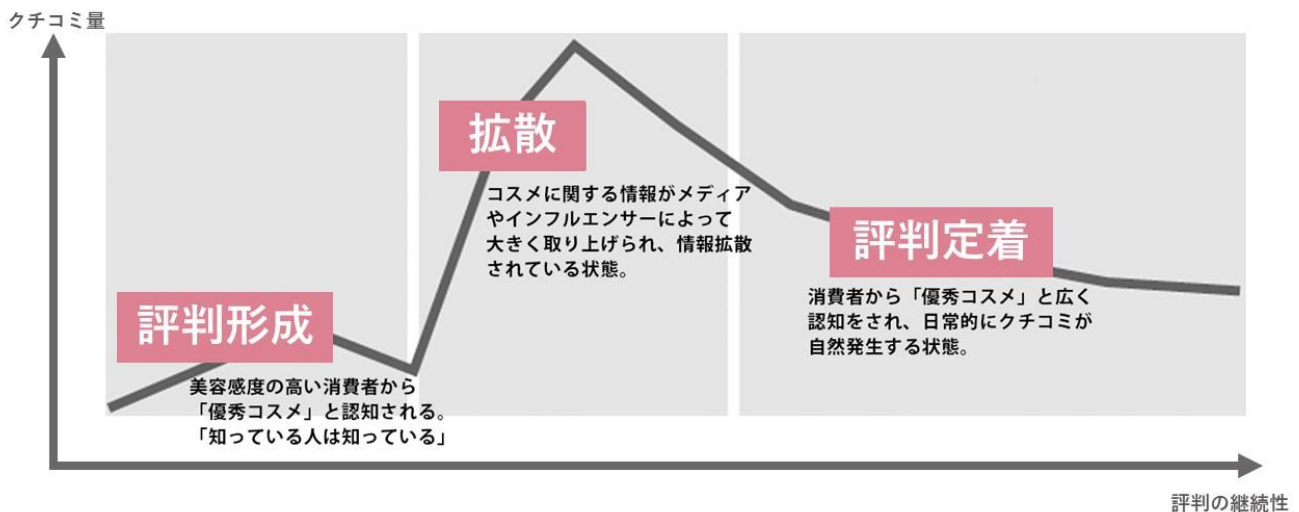 クチコミ量
拡散
コスメに関する情報がメディア
やインフルエンサーによって
大きく取り上げられ、情報拡散
されている状態。
評判定着
消費者から「優秀コスメ」と広く
認知をされ、日常的にクチコミが
自然発生する状態。
評判形成
美容感度の高い消費者から
「優秀コスメ」と認知される。
「知っている人は知っている」
評判の継続性